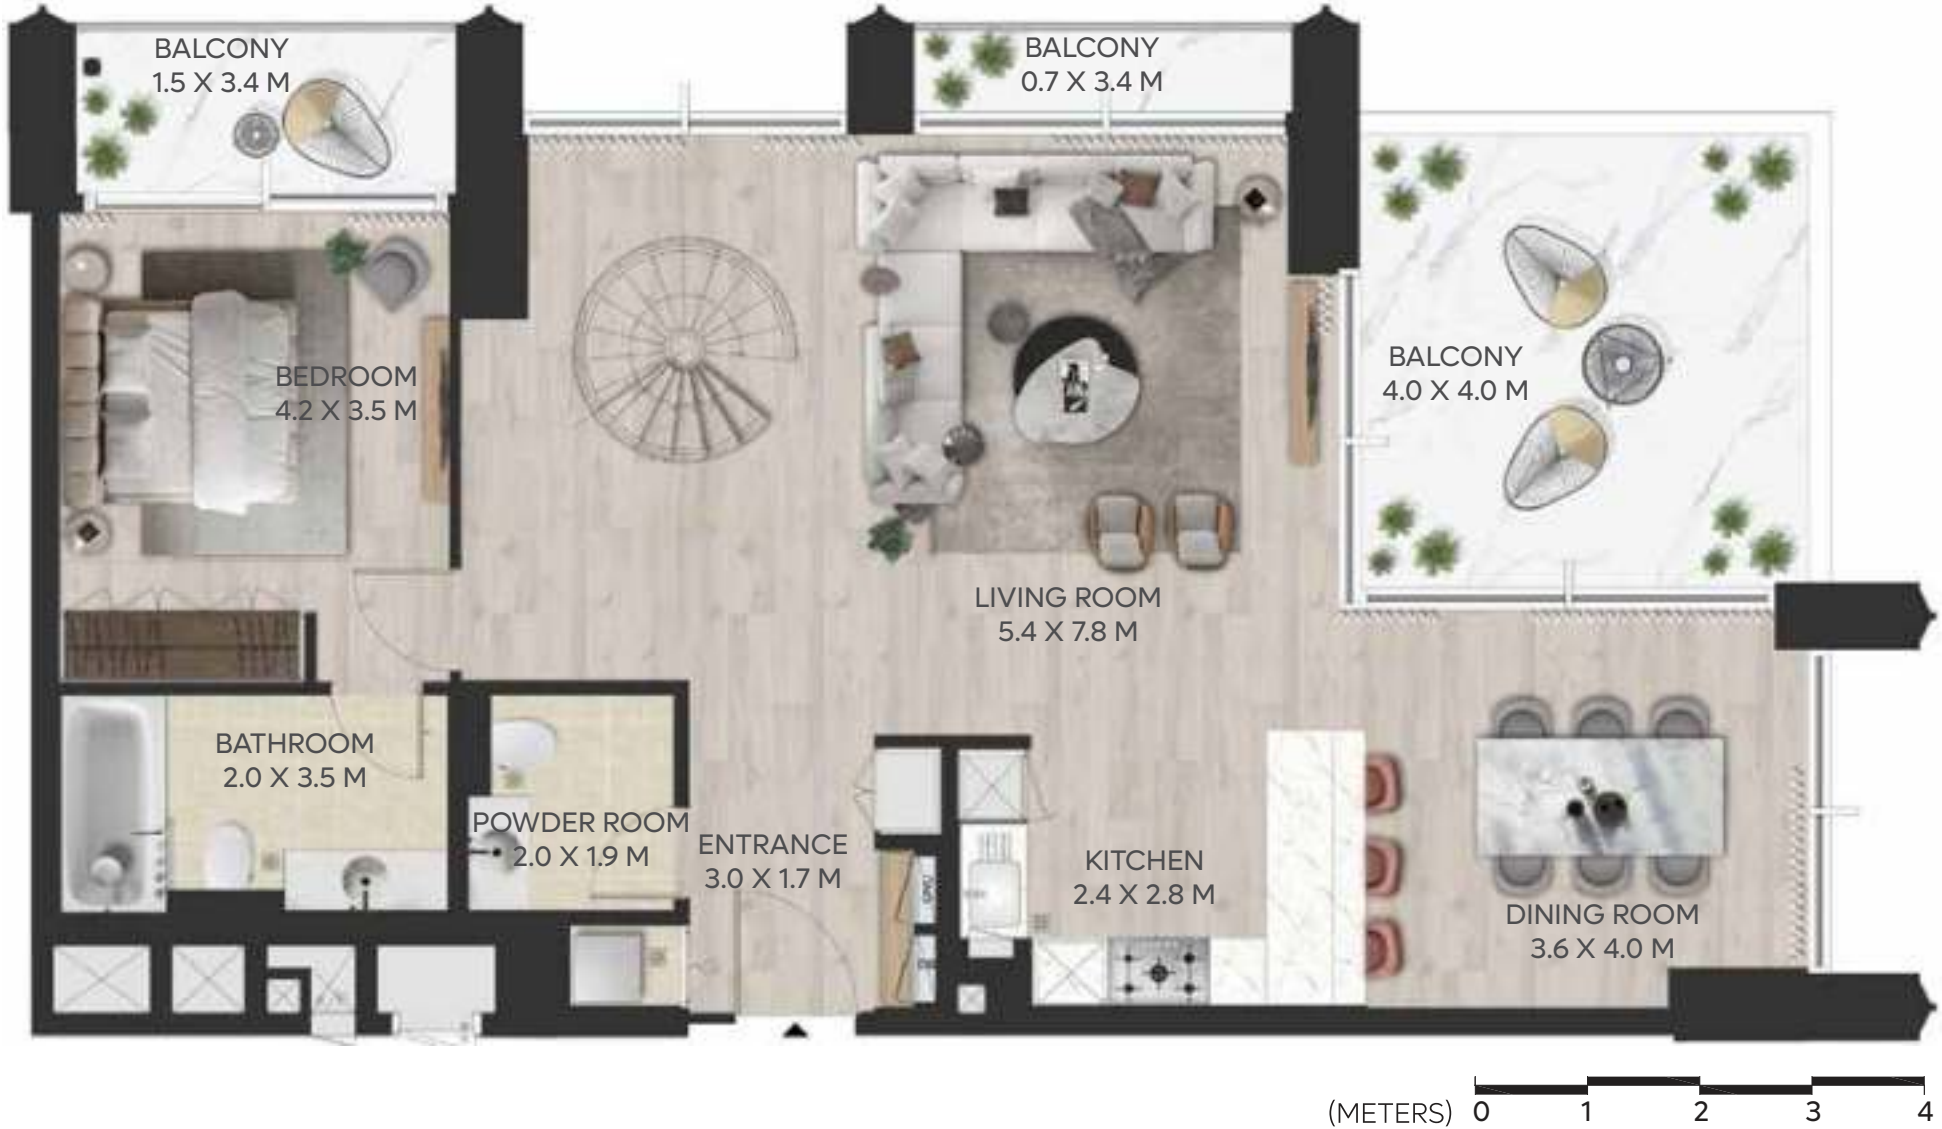 BALCONY
1.5 X 3.4 M
BALCONY
0.7 X 3.4 M
BALCONY
4.0 X 4.0 M
BEDROOM
4.2 X 3.5 M
LIVING ROOM
5.4 X 7.8 M
BATHROOM
2.0 X 3.5 M
POWDER ROOM
2.0 X 1.9 M
ENTRANCE
3.0 X 1.7 M
KITCHEN
2.4 X 2.8 M
DINING ROOM
3.6 X 4.0 M
(METERS) 0 1 2 3 4